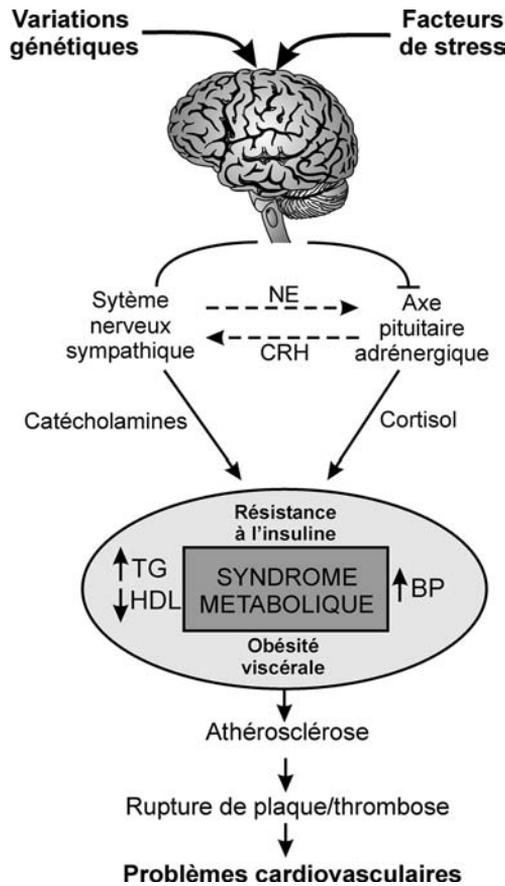 Variations
génétiques
Facteurs
de stress
Sytème
nerveux
sympathique
NE
CRH
Axe
pituitaire
adrénergique
Catécholamines
Cortisol
Résistance
à l'insuline
TG
HDL
SYNDROME
METABOLIQUE
BP
Obésité
viscérale
Athérosclérose
Rupture de plaque/thrombose
Problèmes cardiovasculaires